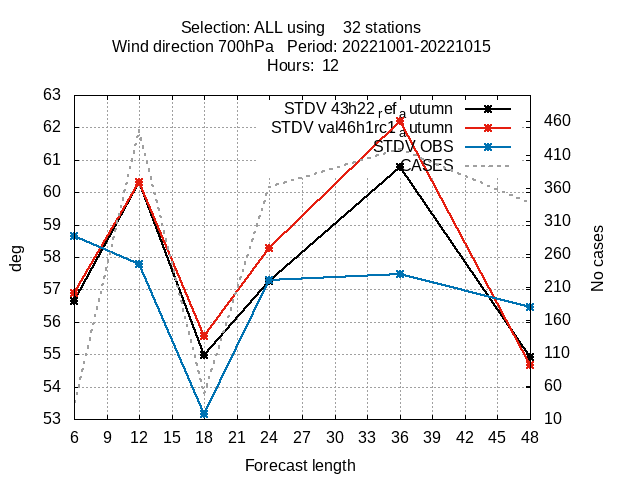 Selection: ALL using    32 stations
Wind direction 700hPa   Period: 20221001-20221015
Hours:  12
STDV 43h22_ref_autumn
STDV val46h1rc1_autumn
STDV OBS
CASES
63
62
61
60
59
58
57
56
55
54
53
deg
460
410
360
310
260
210
160
110
60
10
No cases
6 9 12 15 18 21 24 27 30 33 36 39 42 45 48
Forecast length